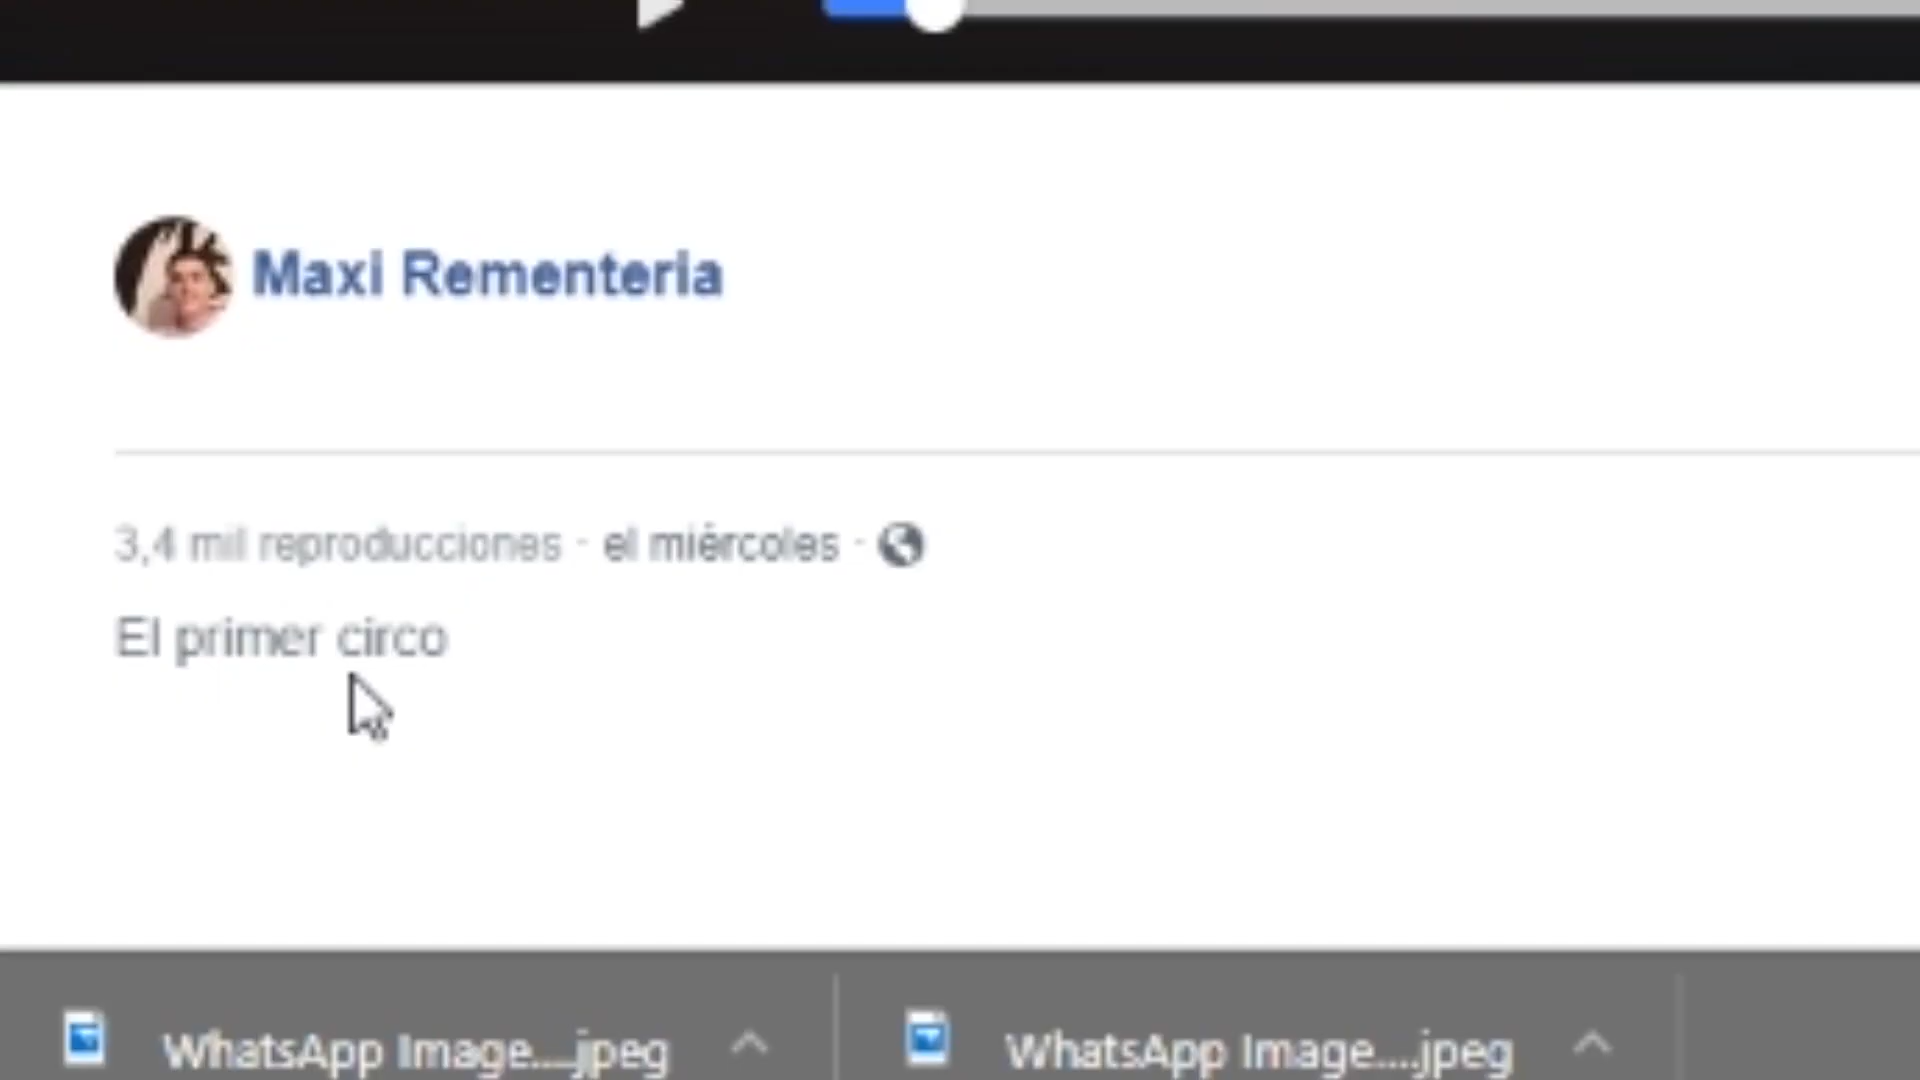 Maxi Rementeria
3,4 mil reproducciones · el miércoles ·
El primer circo
WhatsApp Image....jpeg
WhatsApp Image....jpeg